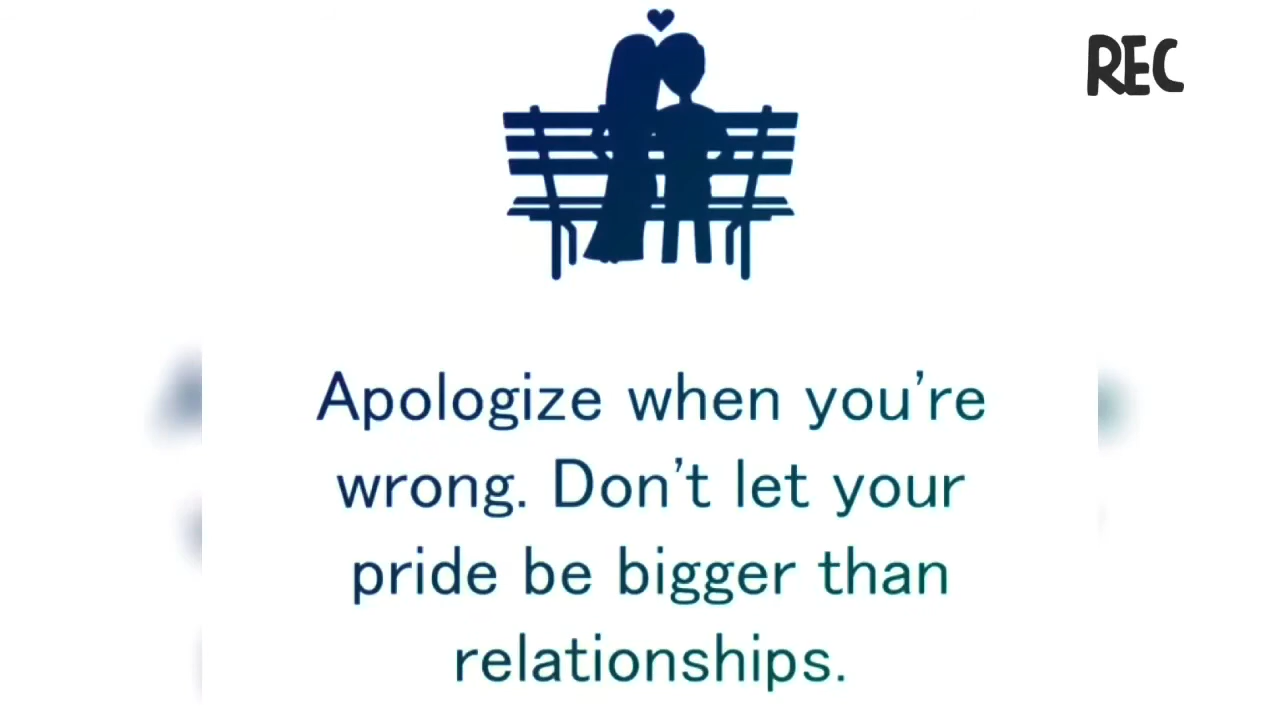 REC
Apologize when you're
wrong. Don't let your
pride be bigger than
relationships.